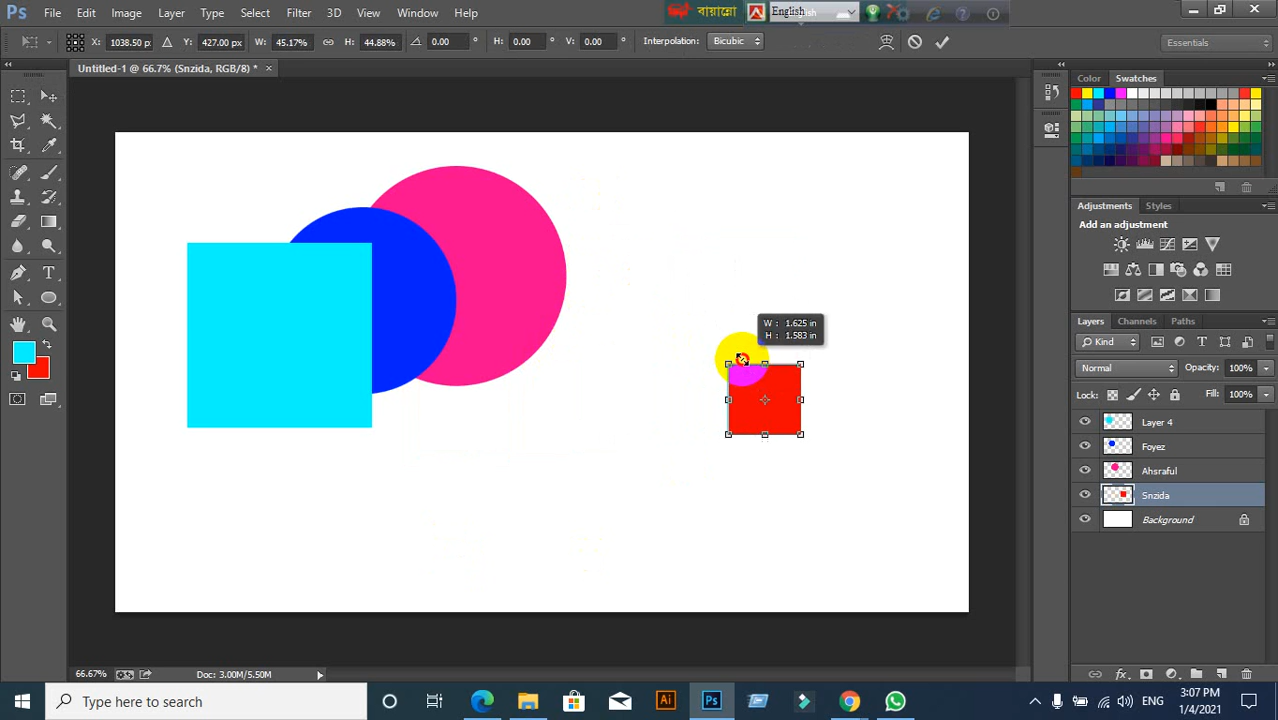 Ps File Edit Image Layer Type Select Filter 3D View Window Help
বায়ান্নো English
X: 1038.50 px Y: 427.00 px W: 45.17% H: 44.88% 0.00 ° H: 0.00 ° V: 0.00 ° Interpolation: Bicubic Essentials
Untitled-1 @ 66.7% (Snzida, RGB/8) * ×
Color Swatches
Adjustments Styles
Add an adjustment
W : 1.625 in
H : 1.583 in
Layers Channels Paths
Kind
Normal Opacity: 100%
Lock: Fill: 100%
Layer 4
Foyez
Ahsraful
Snzida
Background
66.67% Doc: 3.00M/5.50M
Type here to search
Ai Ps
ENG
3:07 PM
1/4/2021